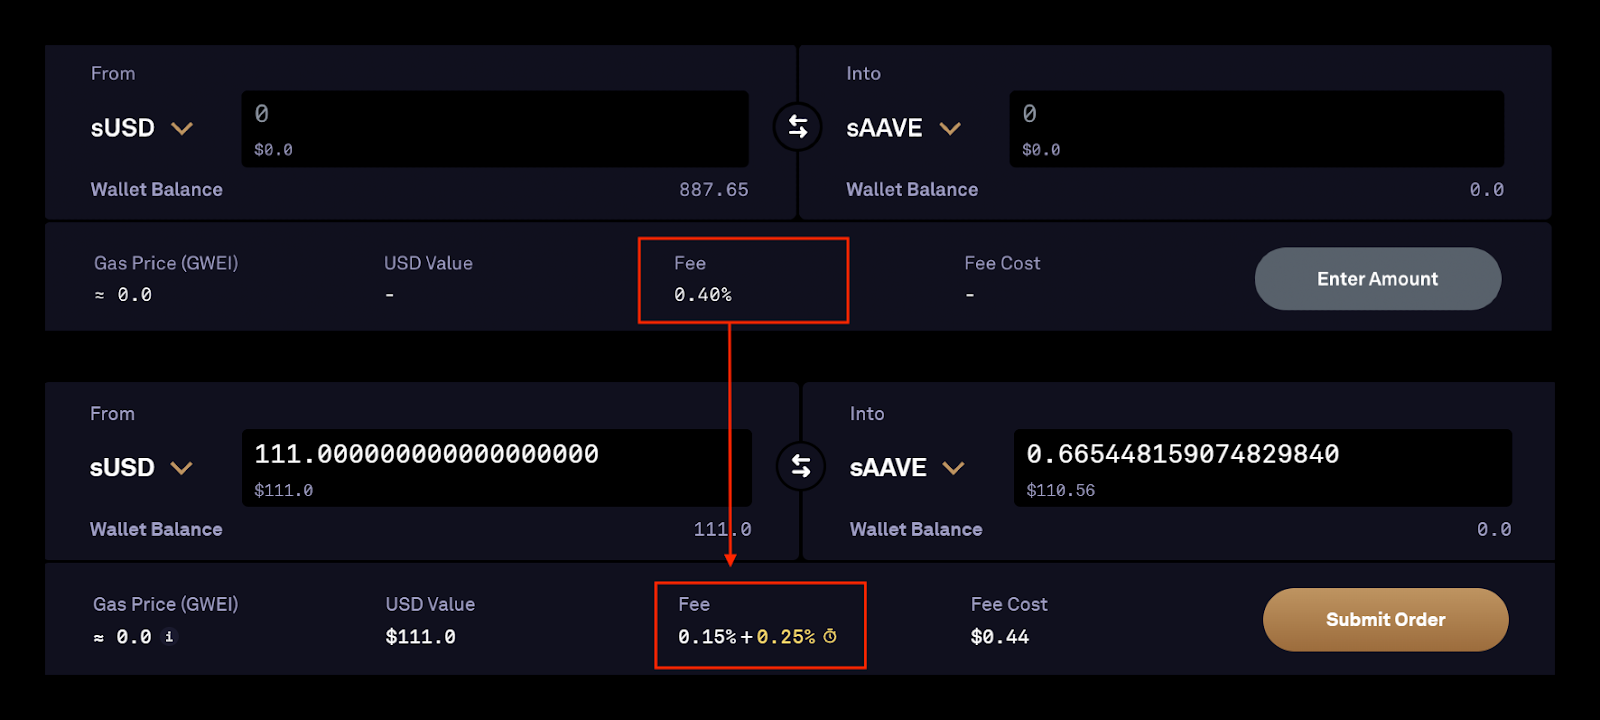 From
sUSD
0
$0.0
Wallet Balance 887.65
Into
sAAVE
0
$0.0
Wallet Balance 0.0
Gas Price (GWEI)
≈ 0.0
USD Value
-
Fee
0.40%
Fee Cost
-
Enter Amount
From
sUSD
111.000000000000000000
$111.0
Wallet Balance 111.0
Into
sAAVE
0.665448159074829840
$110.56
Wallet Balance 0.0
Gas Price (GWEI)
≈ 0.0 i
USD Value
$111.0
Fee
0.15%+0.25%
Fee Cost
$0.44
Submit Order